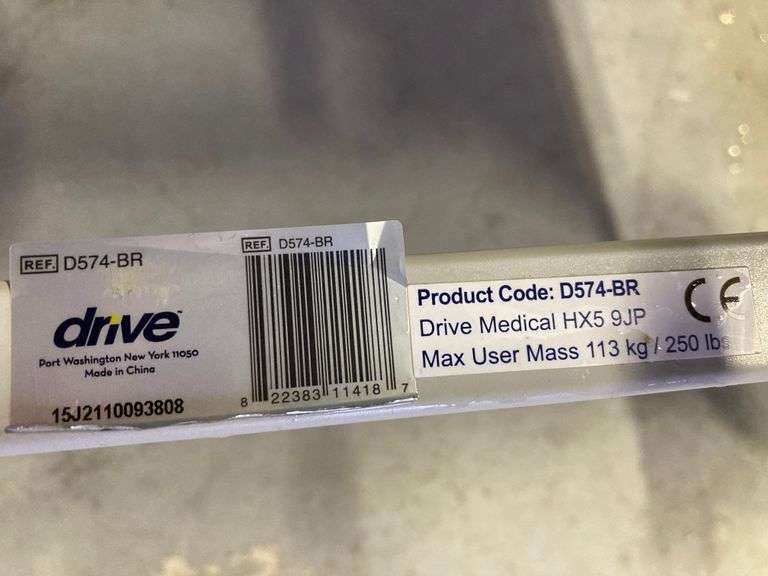 REF. D574-BR
drive™
Port Washington New York 11050
Made in China
15J2110093808
REF. D574-BR
8 22383 11418 7
Product Code: D574-BR
CE
Drive Medical HX5 9JP
Max User Mass 113 kg / 250 lbs